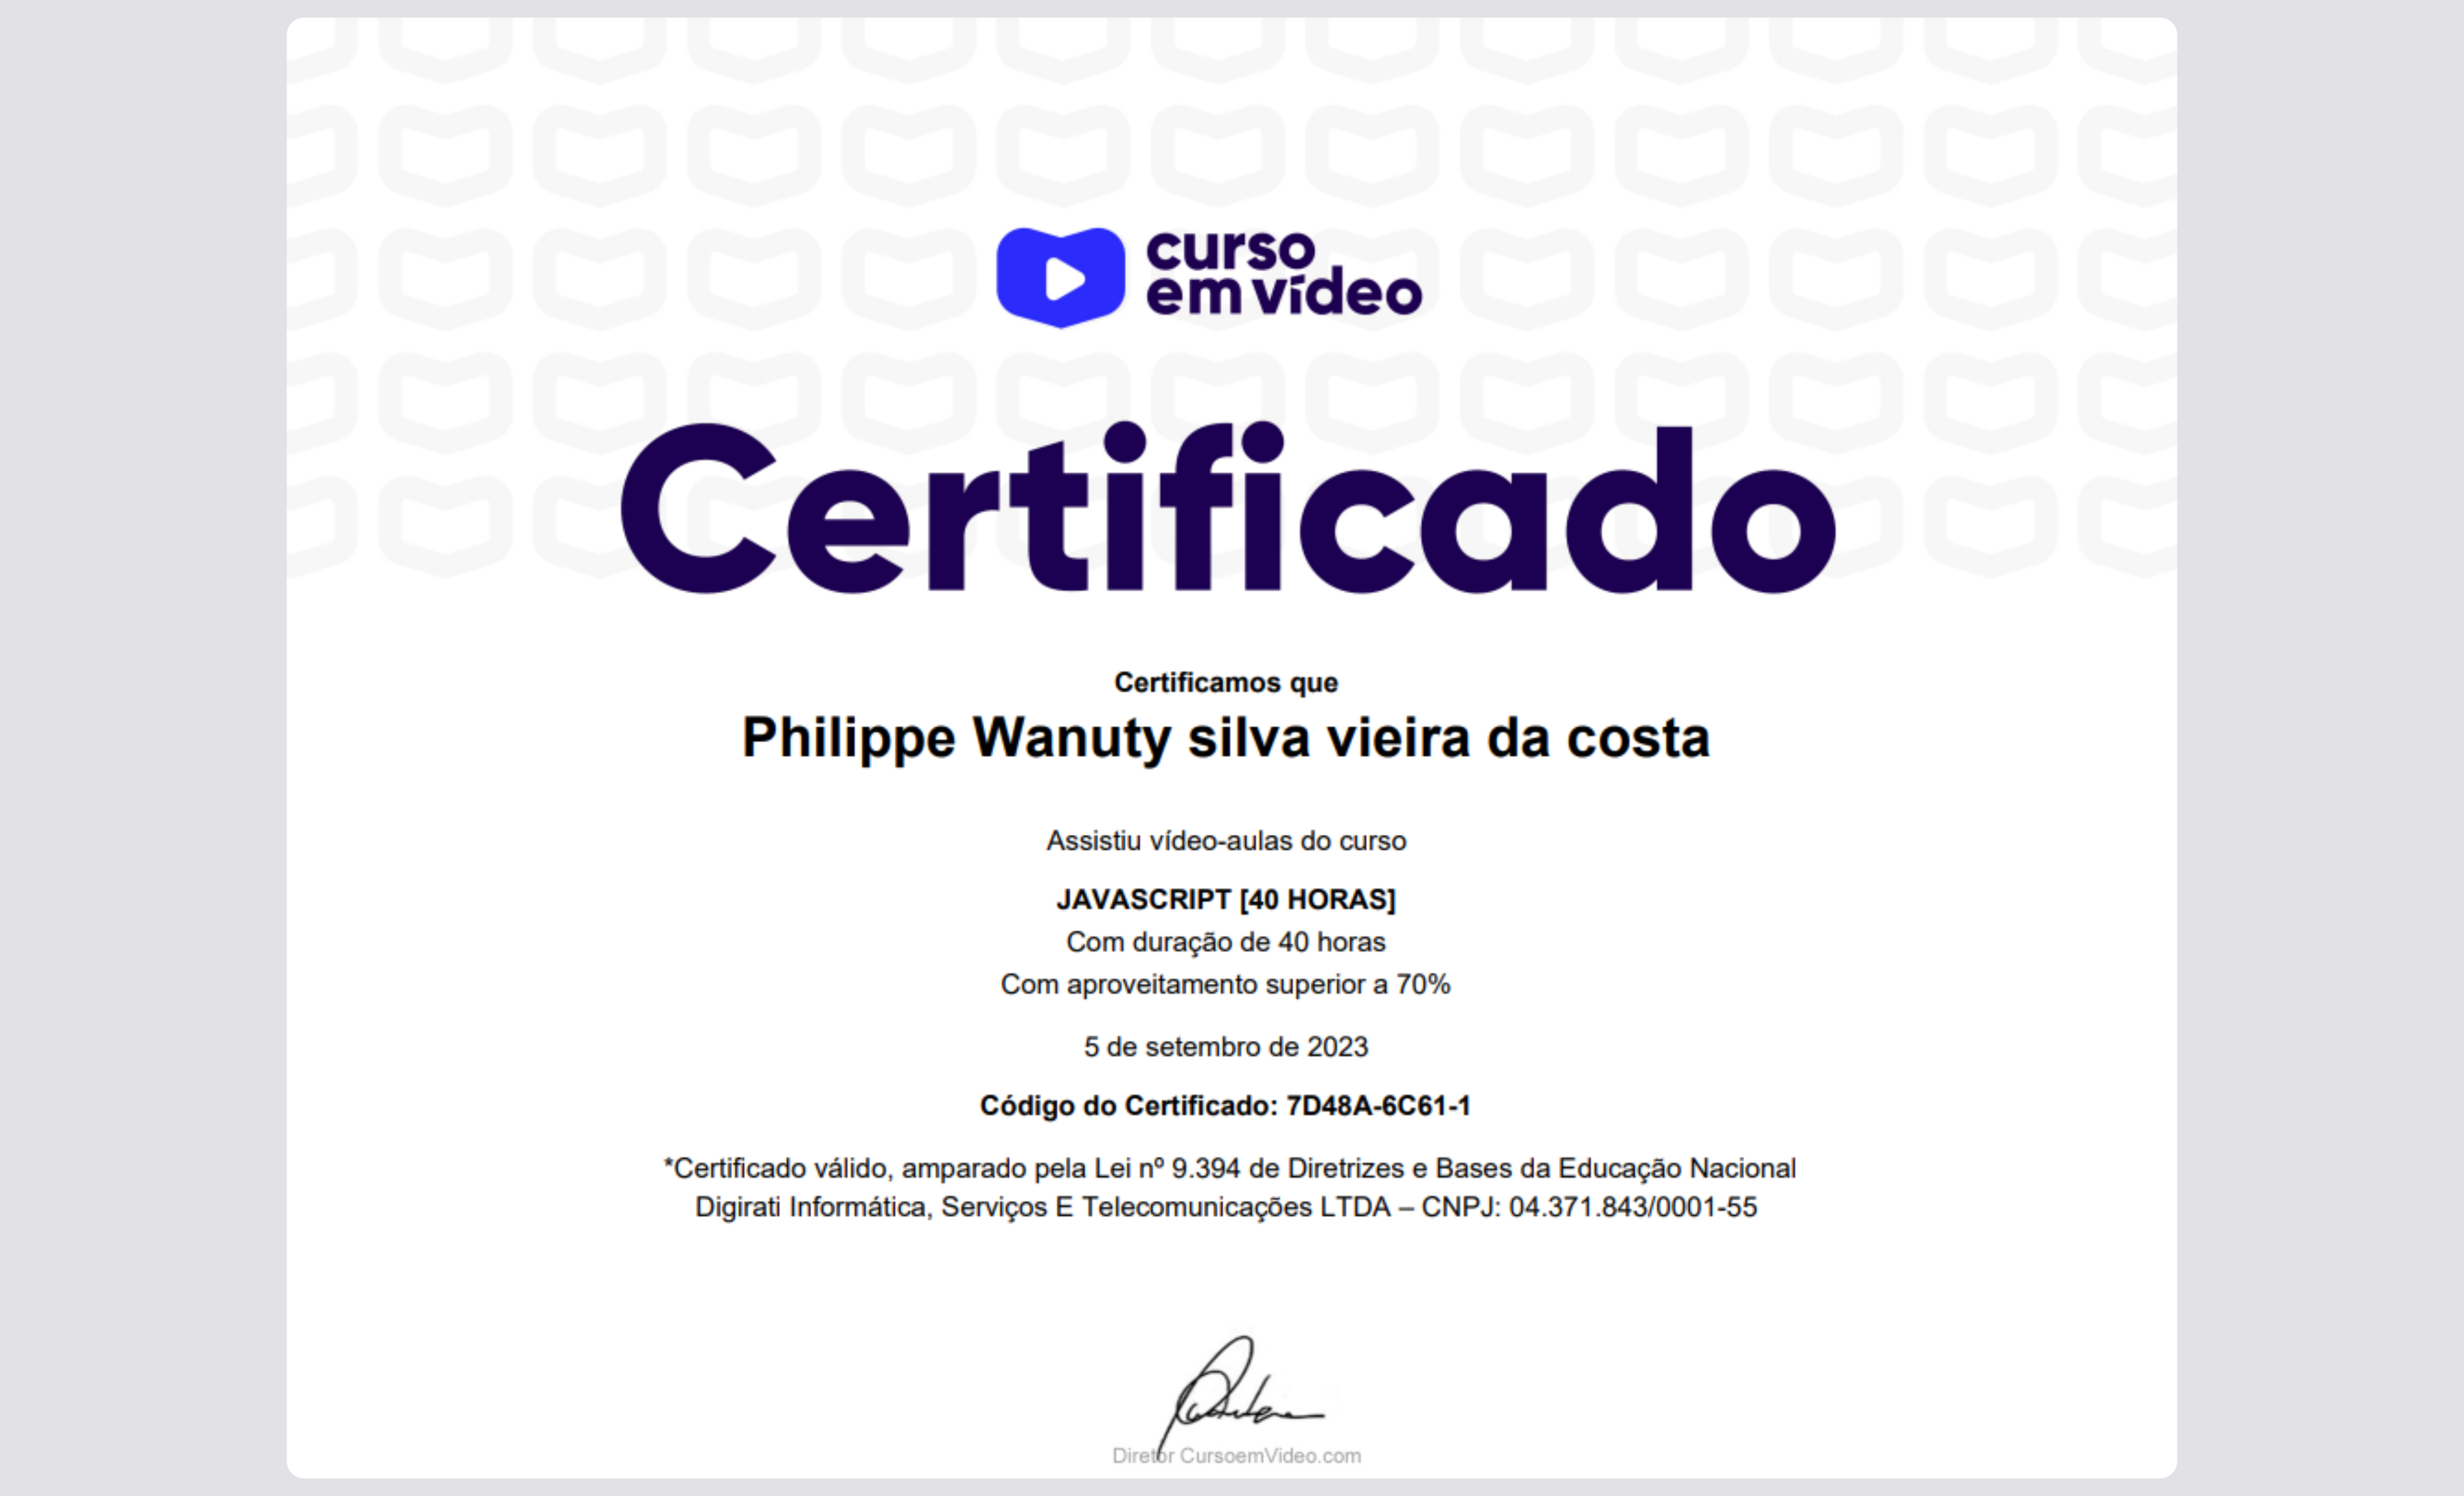 curso
em vídeo
Certificado
Certificamos que
Philippe Wanuty silva vieira da costa
Assistiu vídeo-aulas do curso
JAVASCRIPT [40 HORAS]
Com duração de 40 horas
Com aproveitamento superior a 70%
5 de setembro de 2023
Código do Certificado: 7D48A-6C61-1
*Certificado válido, amparado pela Lei nº 9.394 de Diretrizes e Bases da Educação Nacional
Digirati Informática, Serviços E Telecomunicações LTDA – CNPJ: 04.371.843/0001-55
Diretor CursoemVideo.com